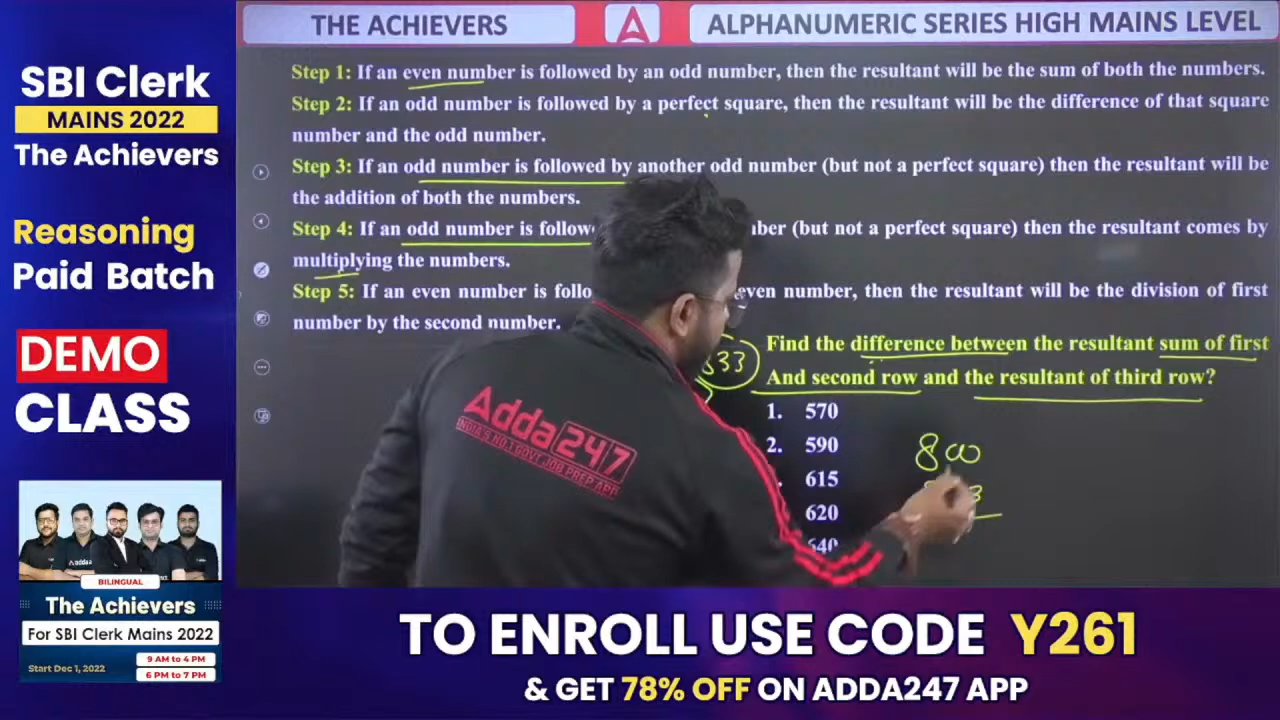 THE ACHIEVERS
ALPHANUMERIC SERIES HIGH MAINS LEVEL
SBI Clerk
MAINS 2022
The Achievers
Reasoning
Paid Batch
DEMO
CLASS
BILINGUAL
The Achievers
For SBI Clerk Mains 2022
Start Dec 1, 2022
9 AM to 4 PM
6 PM to 7 PM
Step 1: If an even number is followed by an odd number, then the resultant will be the sum of both the numbers.
Step 2: If an odd number is followed by a perfect square, then the resultant will be the difference of that square
number and the odd number.
Step 3: If an odd number is followed by another odd number (but not a perfect square) then the resultant will be
the addition of both the numbers.
Step 4: If an odd number is (but not a perfect square) then the resultant comes by
multiplying the numbers.
Step 5: If an even number is even number, then the resultant will be the division of first
number by the second number.
Find the difference between the resultant sum of first
And second row and the resultant of third row?
1. 570
2. 590
615
620
640
800
Adda247
INDIA'S NO.1 GOVT JOB PREP APP
TO ENROLL USE CODE Y261
& GET 78% OFF ON ADDA247 APP